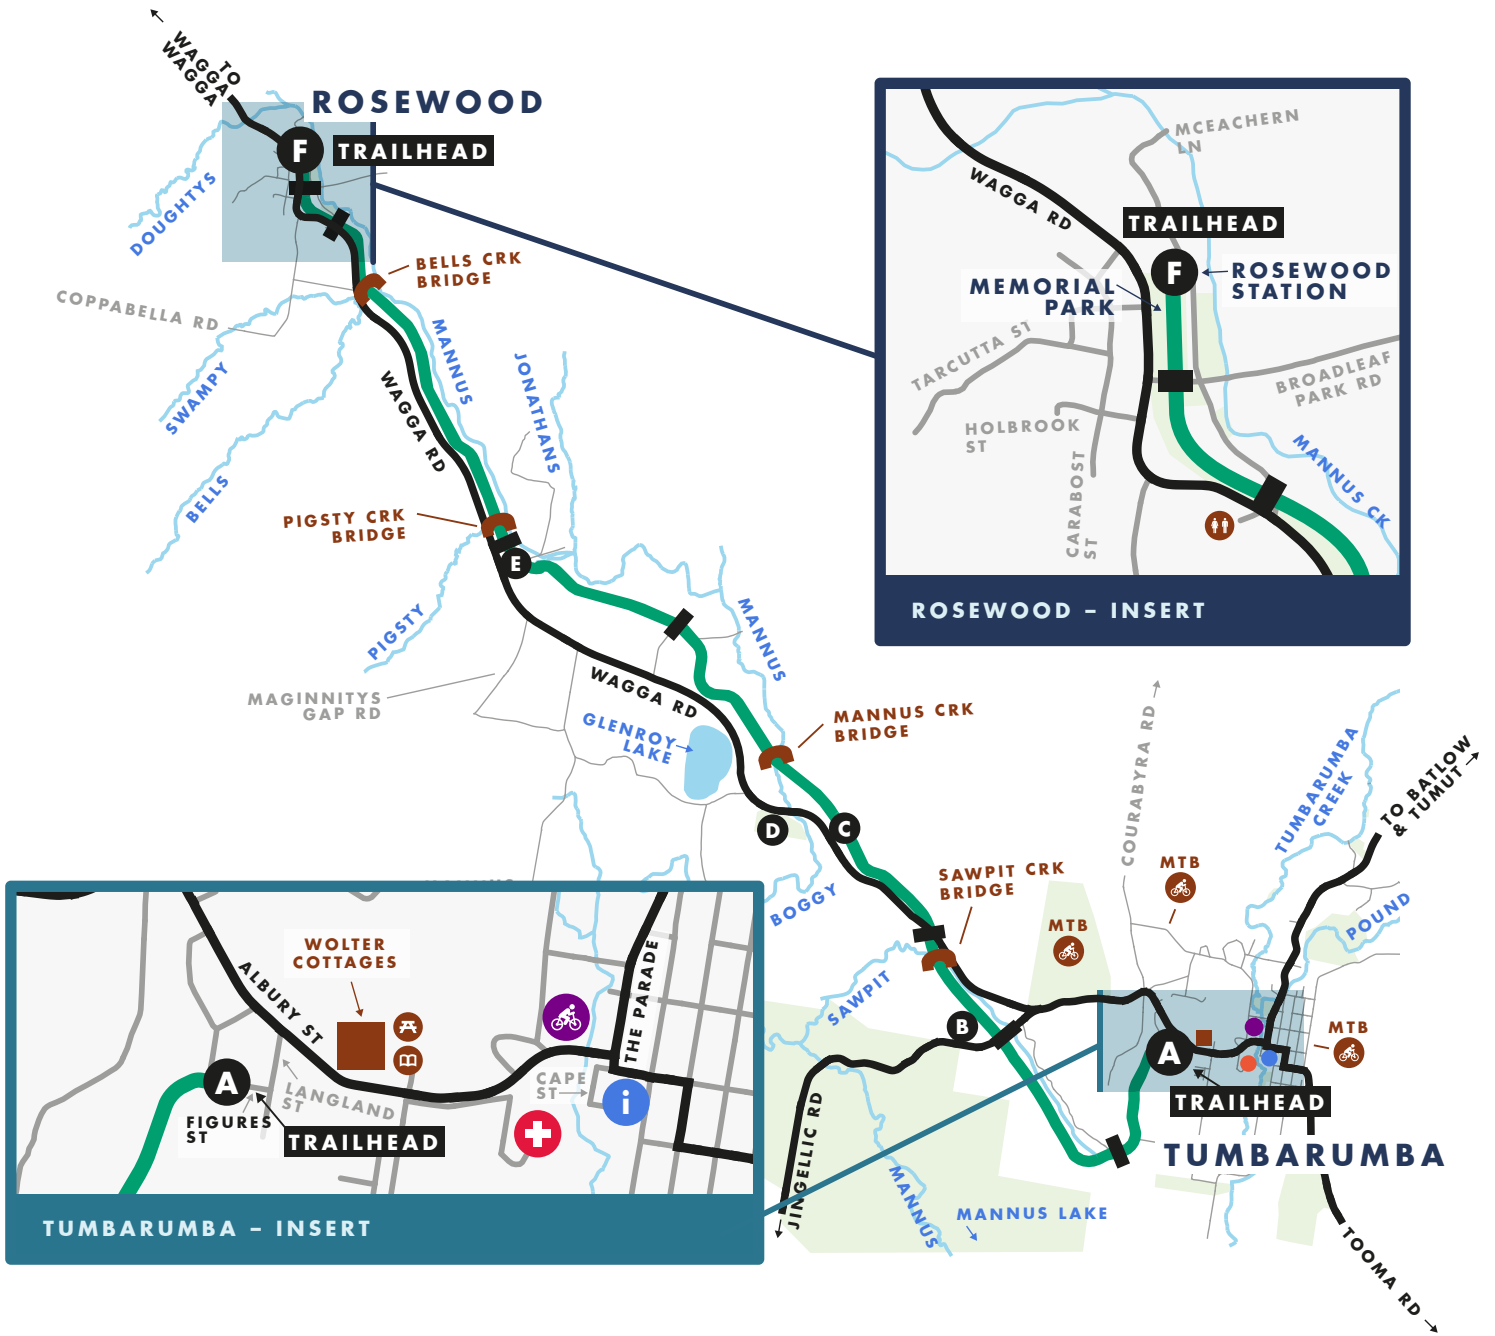 TO
WAGGA
WAGGA
ROSEWOOD
F
TRAILHEAD
DOUGHTYS
BELLS CRK
BRIDGE
COPPABELLA RD
MANNUS
SWAMPY
WAGGA RD
JONATHANS
BELLS
PIGSTY CRK
BRIDGE
E
PIGSTY
MANNUS
MAGINNITYS
GAP RD
WAGGA RD
GLENROY
LAKE
MANNUS CRK
BRIDGE
D
C
BOGGY
SAWPIT CRK
BRIDGE
COURABYRA RD
MTB
MTB
TUMBARUMBA
CREEK
TO BATLOW
& TUMUT
POUND
SAWPIT
B
A
MTB
TRAILHEAD
TUMBARUMBA
JINGELLIC RD
MANNUS
MANNUS LAKE
TOOMA RD
MCEACHERN
LN
WAGGA RD
TRAILHEAD
F
ROSEWOOD
STATION
MEMORIAL
PARK
TARCUTTA ST
BROADLEAF
PARK RD
HOLBROOK
ST
CARABOST
ST
MANNUS CK
ROSEWOOD – INSERT
WOLTER
COTTAGES
ALBURY ST
THE PARADE
A
LANGLAND
ST
CAPE
ST
i
FIGURES
ST
TRAILHEAD
TUMBARUMBA – INSERT